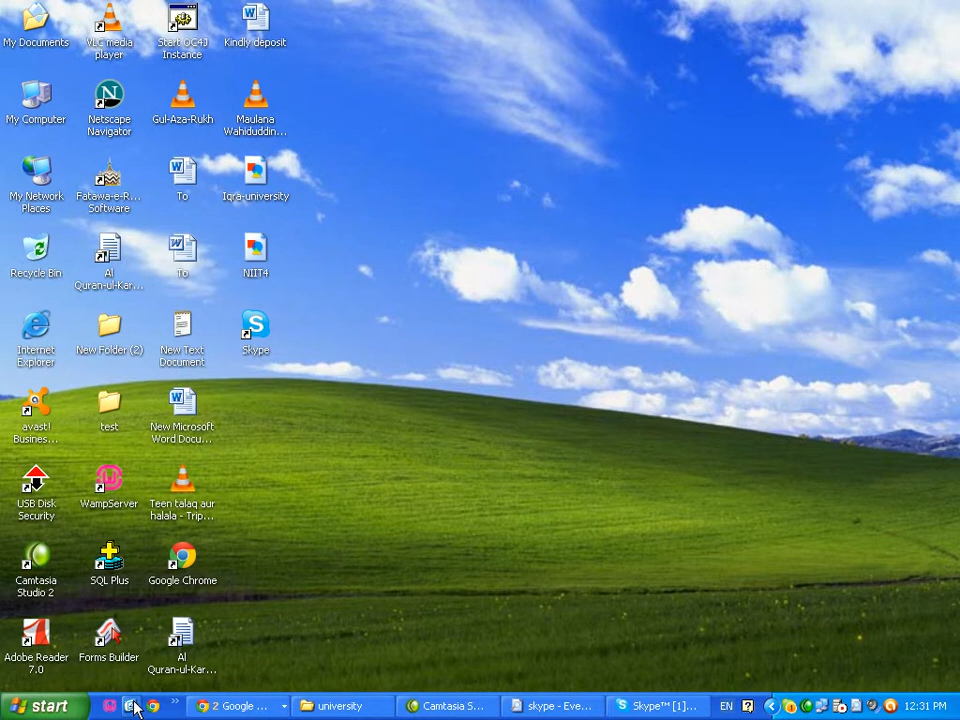 My Documents
VLC media
player
Start OC4J
Instance
Kindly deposit
My Computer
Netscape
Navigator
Gul-Aza-Rukh
Maulana
Wahiduddin...
My Network
Places
Fatawa-e-R...
Software
To
Iqra-university
Recycle Bin
Al
Quran-ul-Kar...
To
NIIT4
Internet
Explorer
New Folder (2)
New Text
Document
Skype
avast!
Busines...
test
New Microsoft
Word Docu...
USB Disk
Security
WampServer
Teen talaq aur
halala - Trip...
Camtasia
Studio 2
SQL Plus
Google Chrome
Adobe Reader
7.0
Forms Builder
Al
Quran-ul-Kar...
start
2 Google ...
university
Camtasia S...
skype - Eve...
Skype™ [1]...
EN
12:31 PM